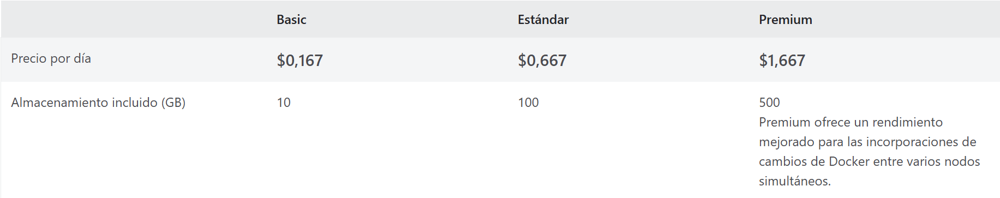 Basic Estándar Premium
Precio por día $0,167 $0,667 $1,667
Almacenamiento incluido (GB) 10 100 500
Premium ofrece un rendimiento
mejorado para las incorporaciones de
cambios de Docker entre varios nodos
simultáneos.